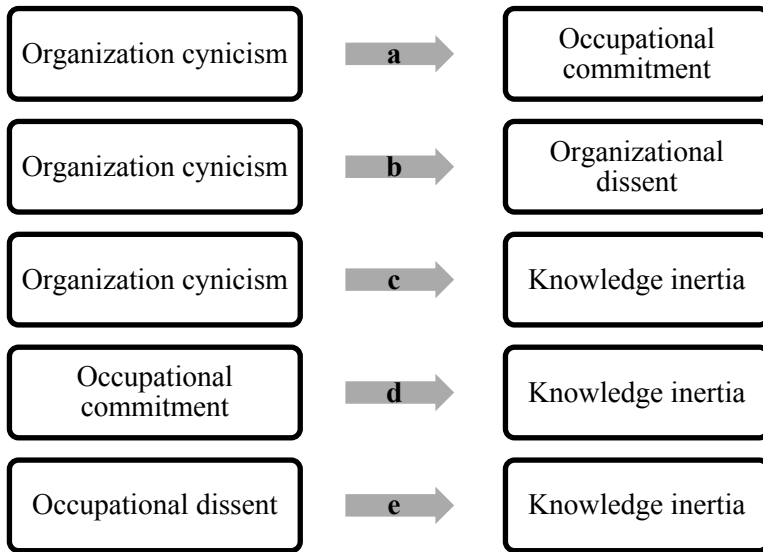 Organization cynicism
a
Occupational
commitment
Organization cynicism
b
Organizational
dissent
Organization cynicism
c
Knowledge inertia
Occupational
commitment
d
Knowledge inertia
Occupational dissent
e
Knowledge inertia